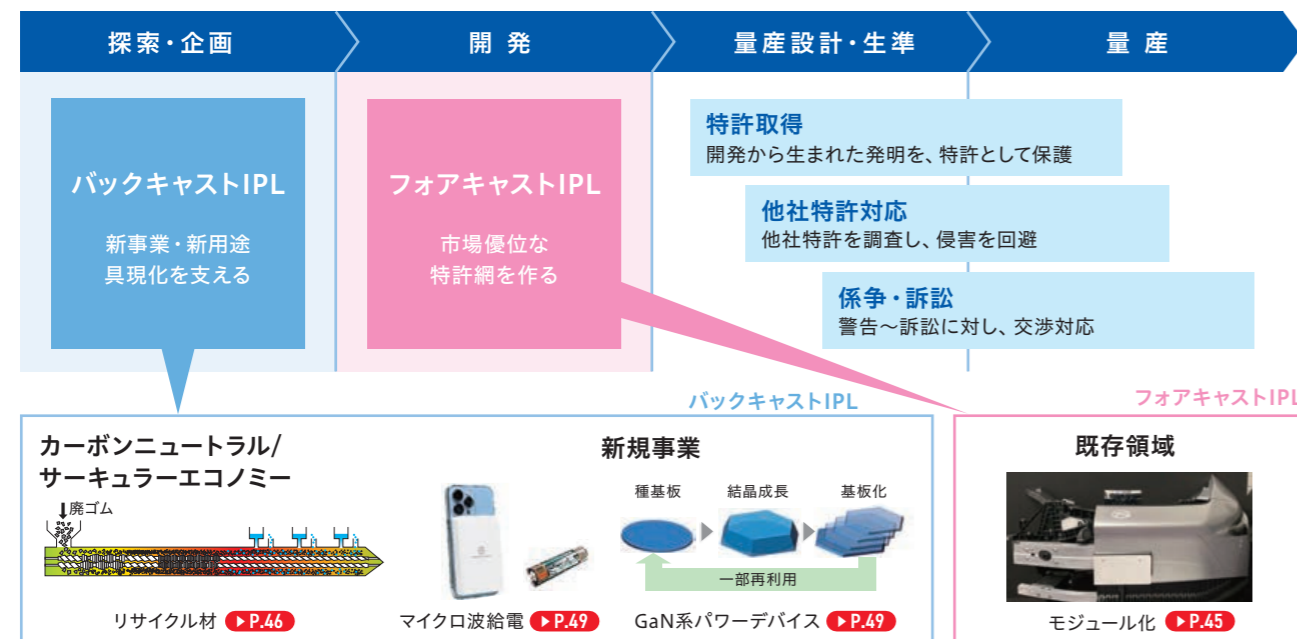 探索・企画
開発
量産設計・生準
量産
バックキャストIPL
新事業・新用途
具現化を支える
フォアキャストIPL
市場優位な
特許網を作る
特許取得
開発から生まれた発明を、特許として保護
他社特許対応
他社特許を調査し、侵害を回避
係争・訴訟
警告～訴訟に対し、交渉対応
バックキャストIPL
カーボンニュートラル/
サーキュラーエコノミー
廃ゴム
リサイクル材 P.46
新規事業
マイクロ波給電 P.49
種基板
結晶成長
基板化
一部再利用
GaN系パワーデバイス P.49
フォアキャストIPL
既存領域
モジュール化 P.45